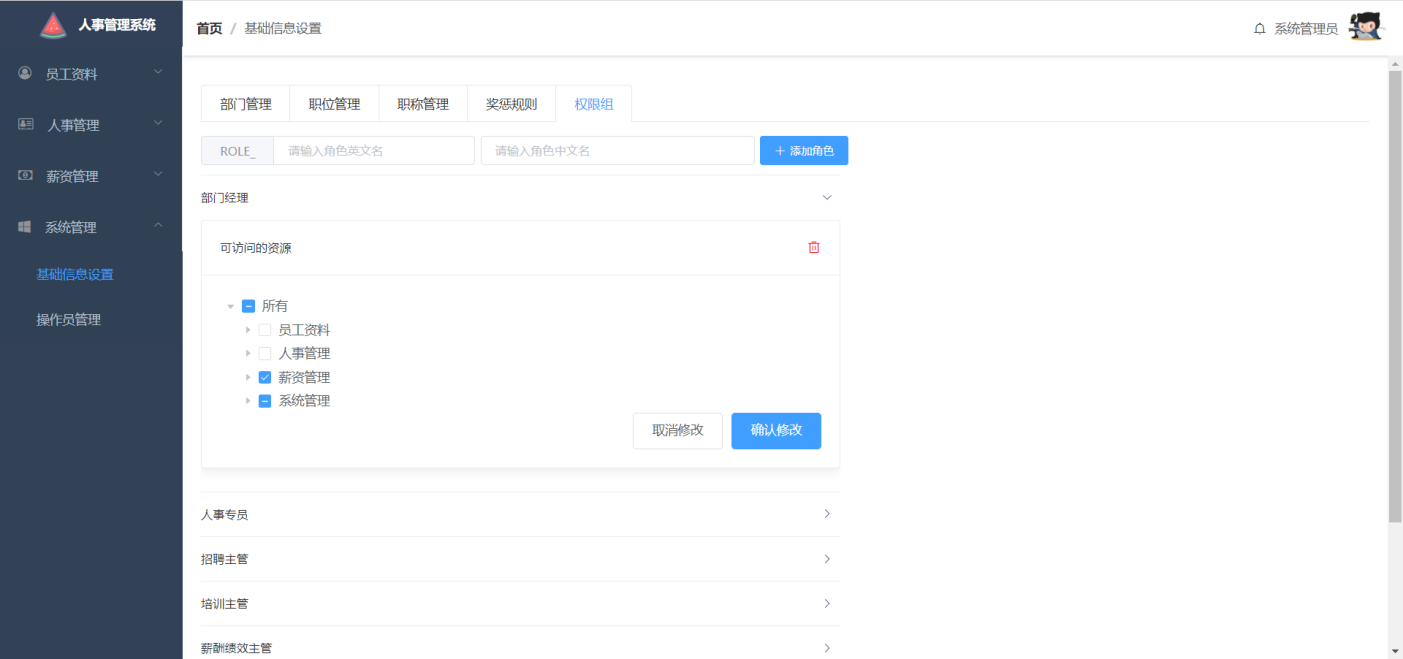 人事管理系统
首页 / 基础信息设置
系统管理员
员工资料
人事管理
薪资管理
系统管理
基础信息设置
操作员管理
部门管理 职位管理 职称管理 奖惩规则 权限组
ROLE_ 请输入角色英文名 请输入角色中文名 添加角色
部门经理
可访问的资源
所有
员工资料
人事管理
薪资管理
系统管理
取消修改 确认修改
人事专员
招聘主管
培训主管
薪酬绩效主管